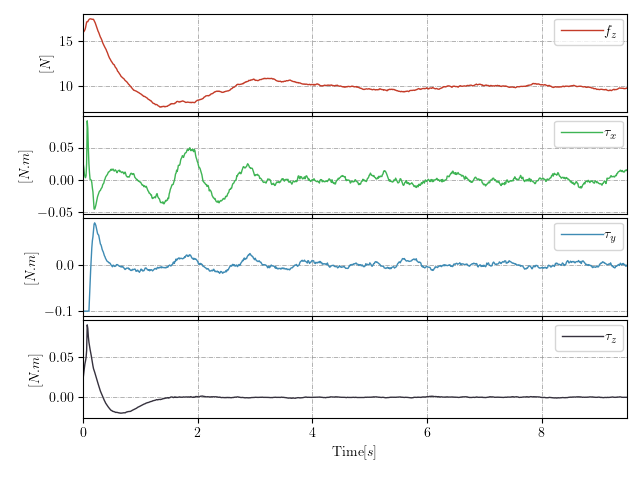 15
10
[N]
f_z
0.05
0.00
−0.05
[N.m]
τ_x
0.0
−0.1
[N.m]
τ_y
0.05
0.00
[N.m]
τ_z
0 2 4 6 8
Time[s]